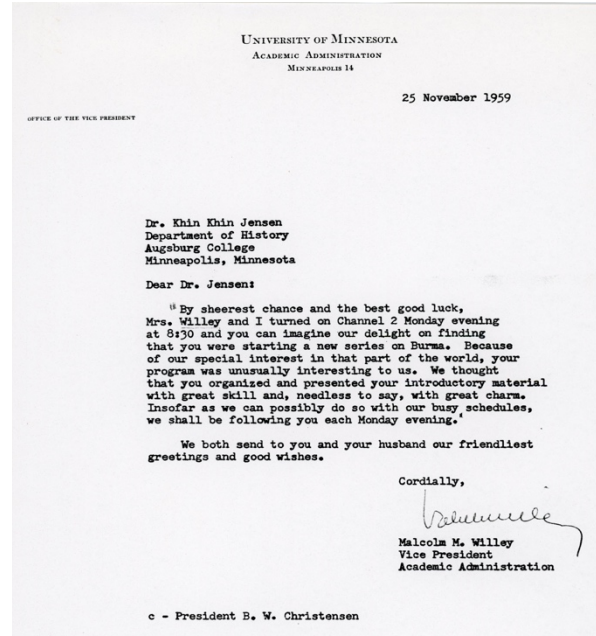 UNIVERSITY OF MINNESOTA
ACADEMIC ADMINISTRATION
MINNEAPOLIS 14
25 November 1959
OFFICE OF THE VICE PRESIDENT
Dr. Khin Khin Jensen
Department of History
Augsburg College
Minneapolis, Minnesota
Dear Dr. Jensen:
"By sheerest chance and the best good luck,
Mrs. Willey and I turned on Channel 2 Monday evening
at 8:30 and you can imagine our delight on finding
that you were starting a new series on Burma. Because
of our special interest in that part of the world, your
program was unusually interesting to us. We thought
that you organized and presented your introductory material
with great skill and, needless to say, with great charm.
Insofar as we can possibly do so with our busy schedules,
we shall be following you each Monday evening.'
We both send to you and your husband our friendliest
greetings and good wishes.
Cordially,
Malcolm M. Willey
Vice President
Academic Administration
c - President B. W. Christensen